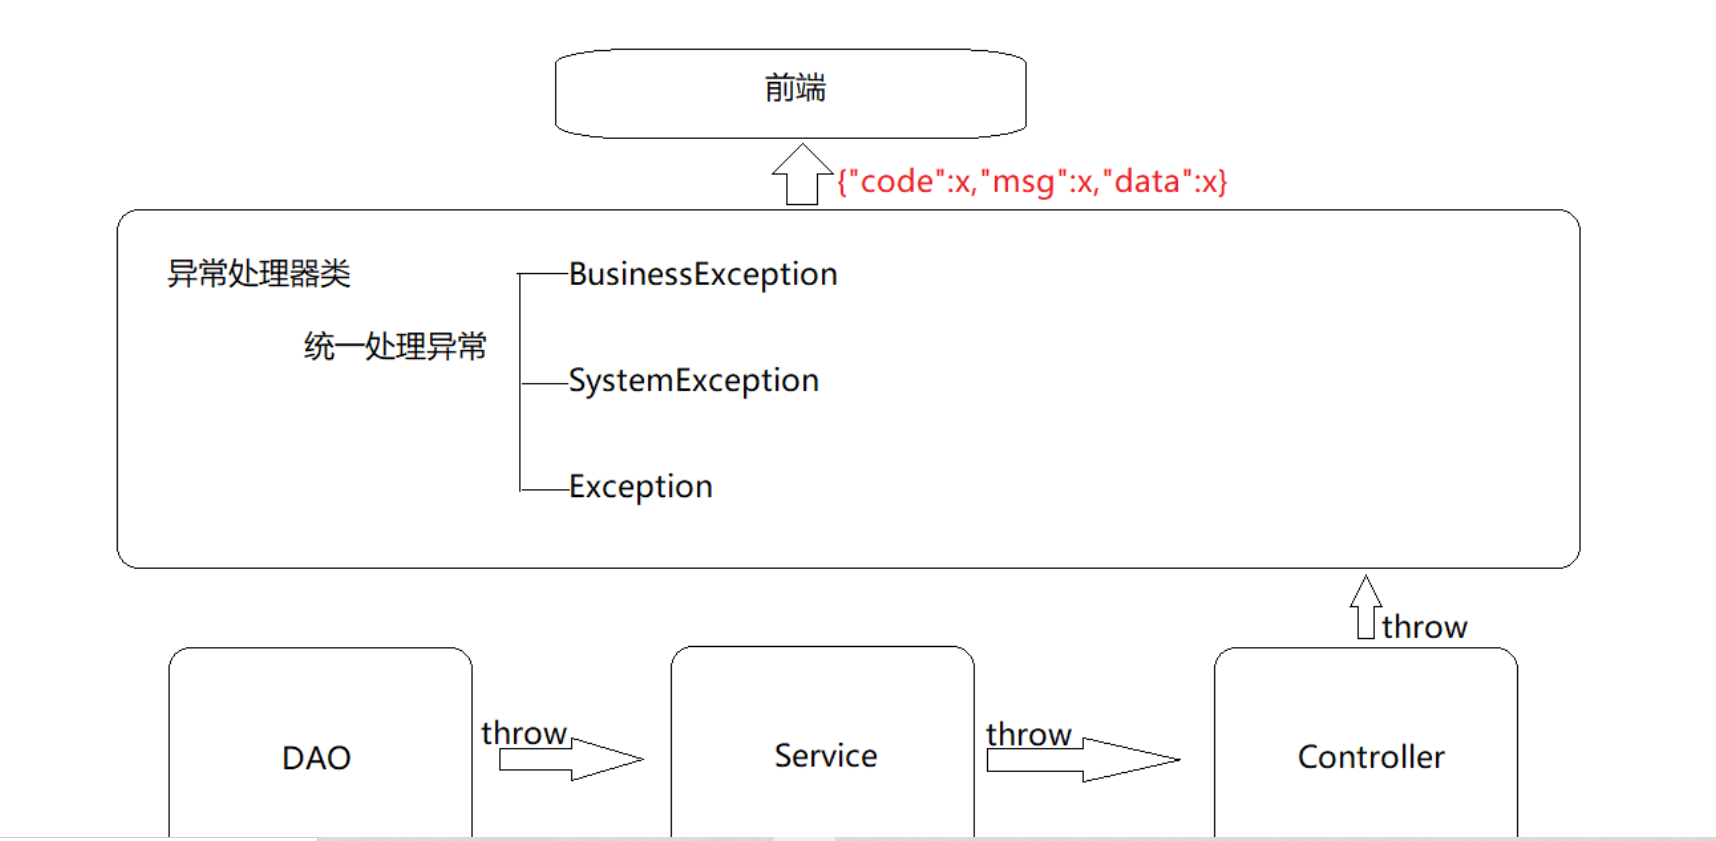 前端
{"code":x,"msg":x,"data":x}
异常处理器类
BusinessException
统一处理异常
SystemException
Exception
throw
throw
throw
DAO
Service
Controller